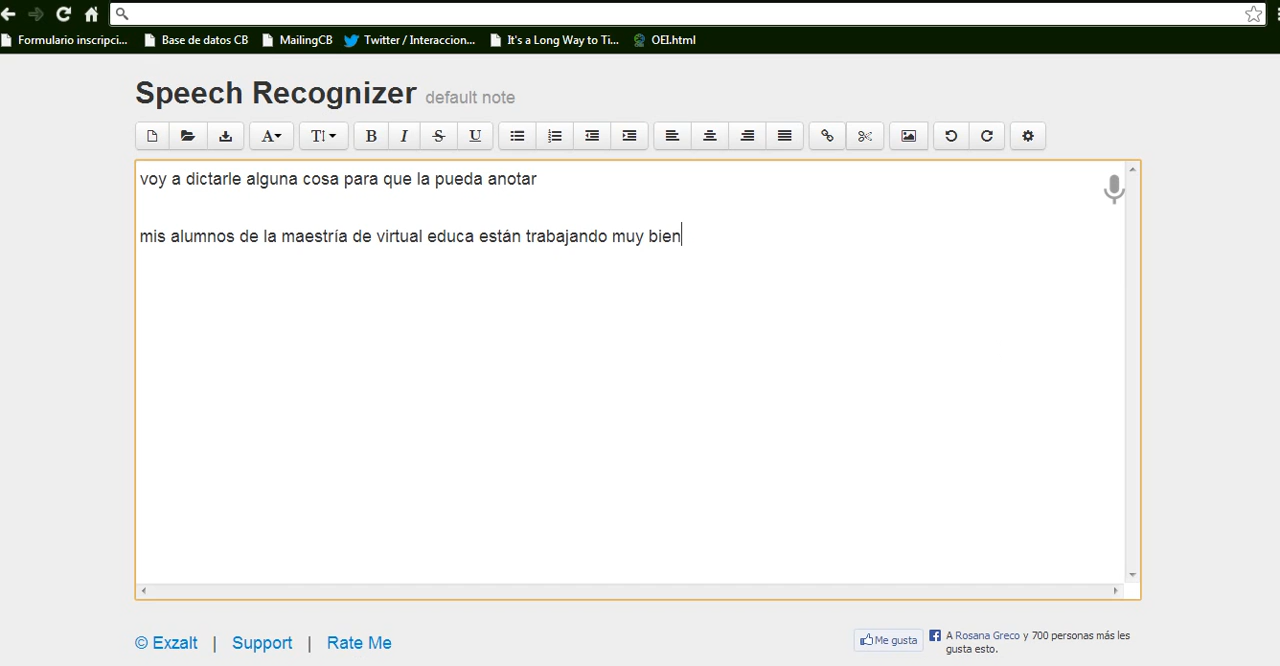 Formulario inscripci...
Base de datos CB
MailingCB
Twitter / Interaccion...
It's a Long Way to Ti...
OEI.html
Speech Recognizer default note
A
T
B I S U
voy a dictarle alguna cosa para que la pueda anotar
mis alumnos de la maestría de virtual educa están trabajando muy bien
© Exzalt | Support | Rate Me
Me gusta
A Rosana Greco y 700 personas más les
gusta esto.